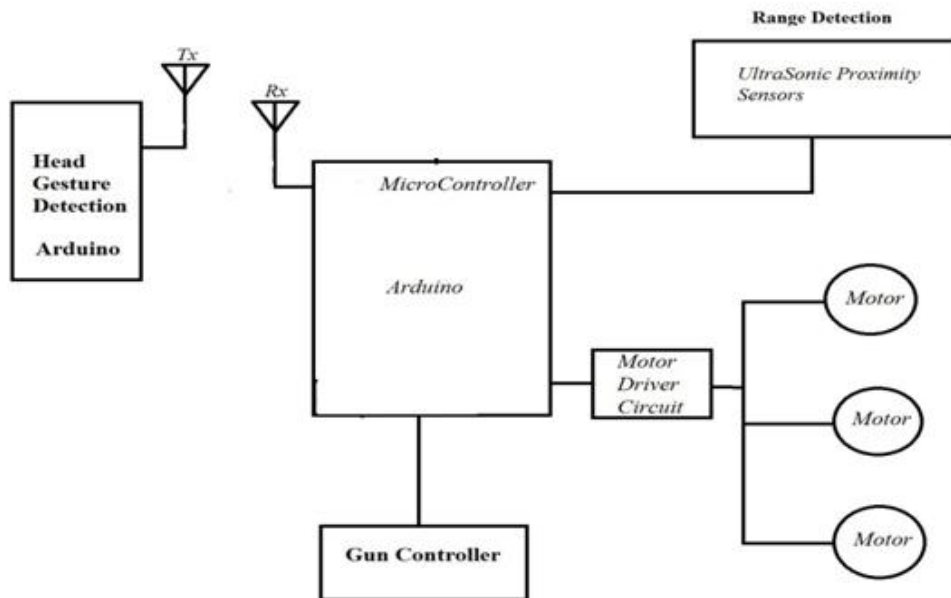 Range Detection
UltraSonic Proximity
Sensors
Tx
Rx
Head
Gesture
Detection
Arduino
MicroController
Arduino
Motor
Driver
Circuit
Motor
Motor
Motor
Gun Controller